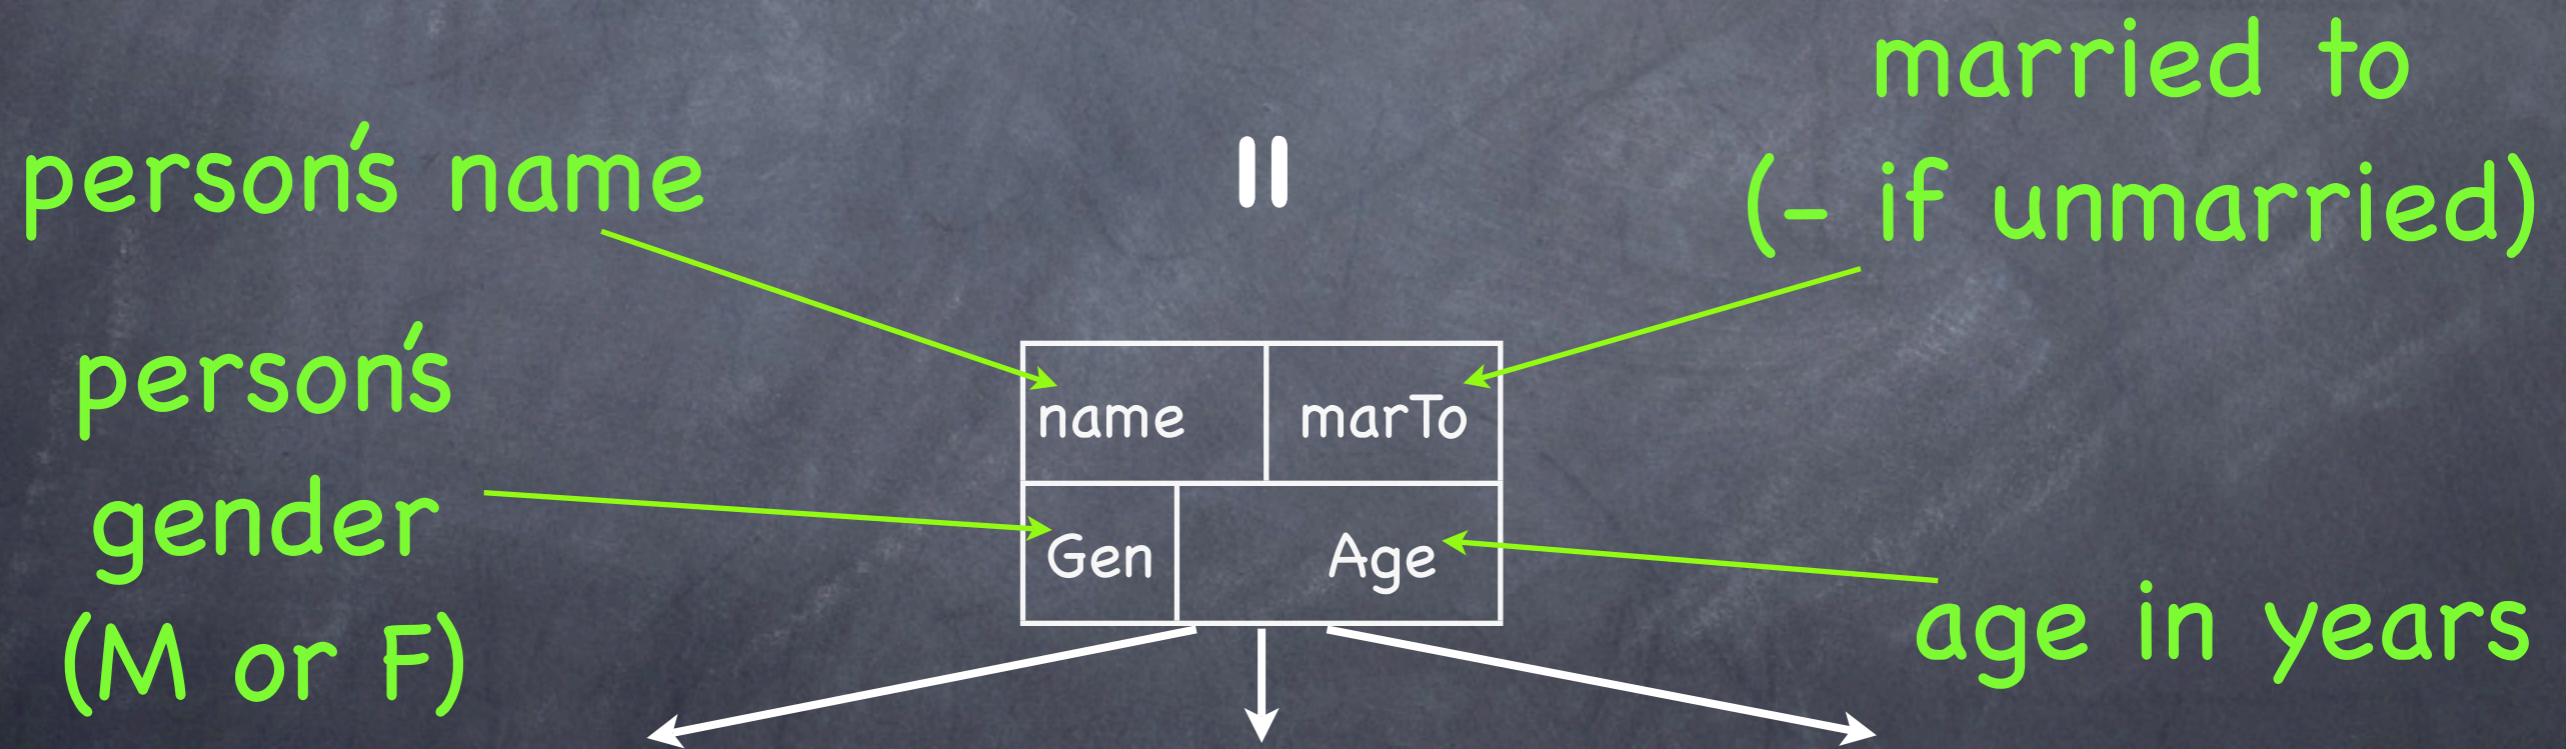 married to
(- if unmarried)
person's name
person's
gender
(M or F)
name
marTo
Gen
Age
age in years